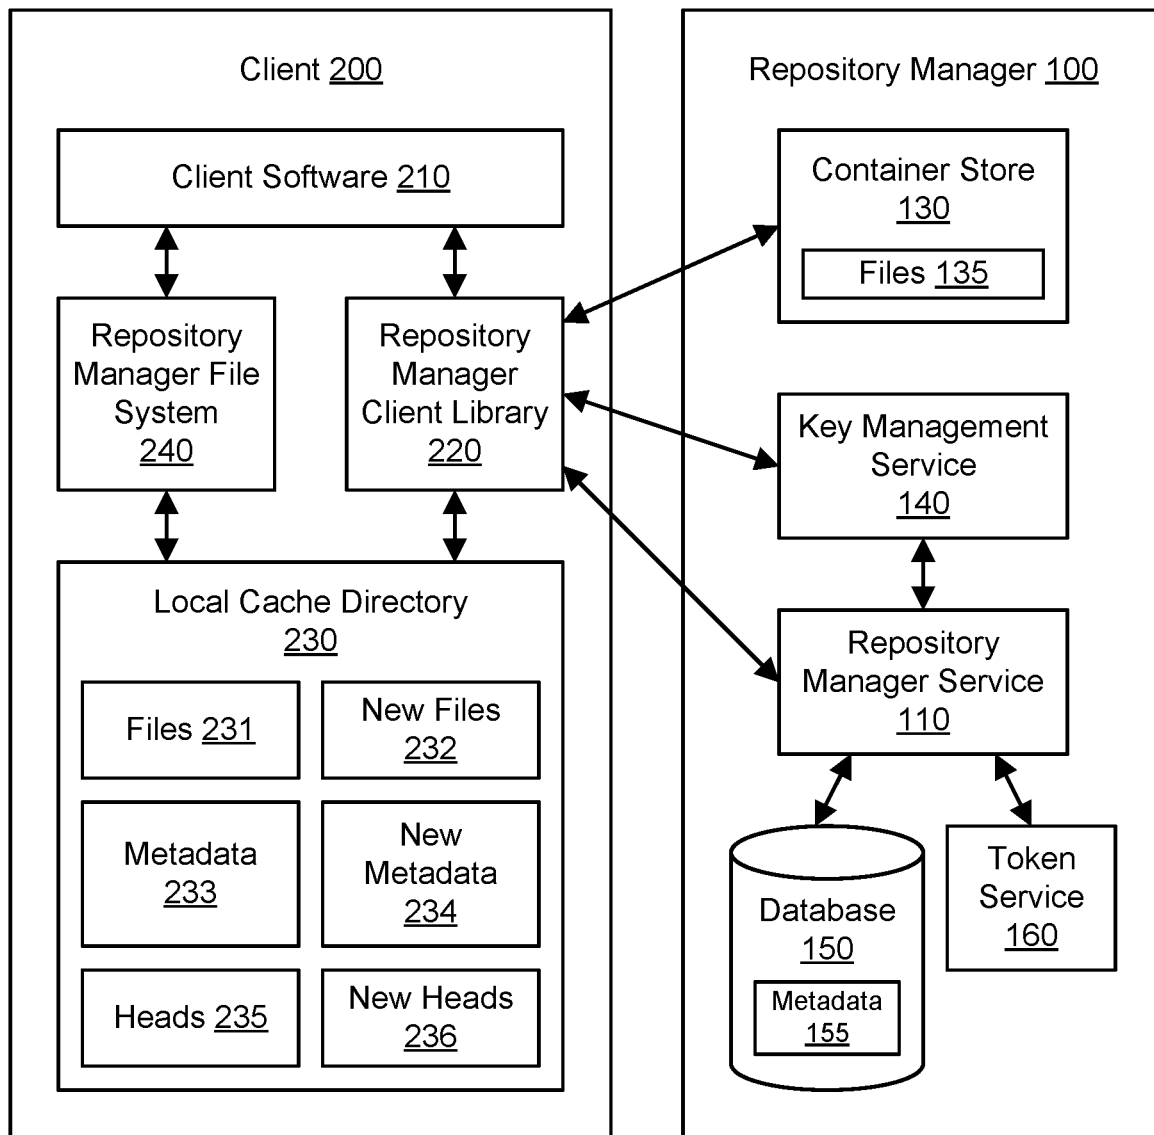 Client 200
Client Software 210
Repository
Manager File
System
240
Repository
Manager
Client Library
220
Local Cache Directory
230
Files 231
New Files
232
Metadata
233
New
Metadata
234
Heads 235
New Heads
236
Repository Manager 100
Container Store
130
Files 135
Key Management
Service
140
Repository
Manager Service
110
Database
150
Metadata
155
Token
Service
160